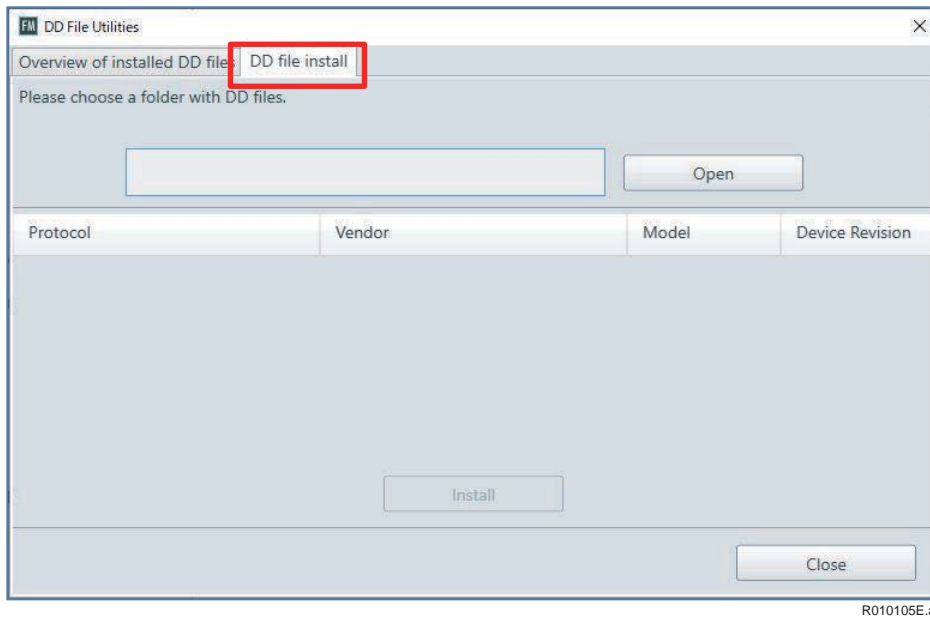 FM DD File Utilities
Overview of installed DD files DD file install
Please choose a folder with DD files.
Open
Protocol Vendor Model Device Revision
Install
Close
R010105E.a